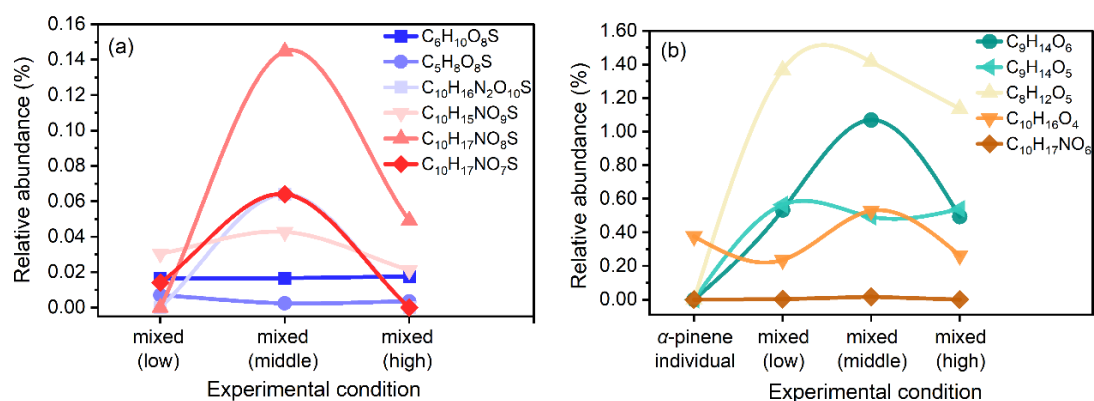 (a)
0.16
0.14
0.12
0.10
0.08
0.06
0.04
0.02
0.00
Relative abundance (%)
C₆H₁₀O₈S
C₅H₈O₈S
C₁₀H₁₆N₂O₁₀S
C₁₀H₁₅NO₉S
C₁₀H₁₇NO₈S
C₁₀H₁₇NO₇S
mixed
(low)
mixed
(middle)
mixed
(high)
Experimental condition
(b)
1.60
1.40
1.20
1.00
0.80
0.60
0.40
0.20
0.00
Relative abundance (%)
C₉H₁₄O₆
C₉H₁₄O₅
C₈H₁₂O₅
C₁₀H₁₆O₄
C₁₀H₁₇NO₆
α-pinene
individual
mixed
(low)
mixed
(middle)
mixed
(high)
Experimental condition